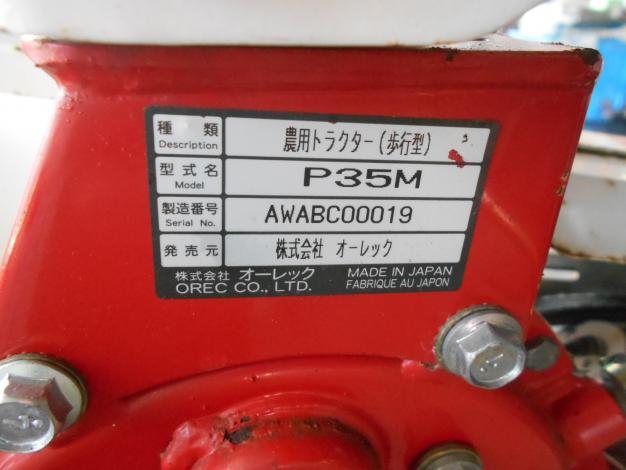 種類 農用トラクター(歩行型)
Description
型式名 P35M
Model
製造番号 AWABC00019
Serial No.
発売元 株式会社 オーレック
株式会社 オーレック MADE IN JAPAN
OREC CO., LTD. FABRIQUE AU JAPON